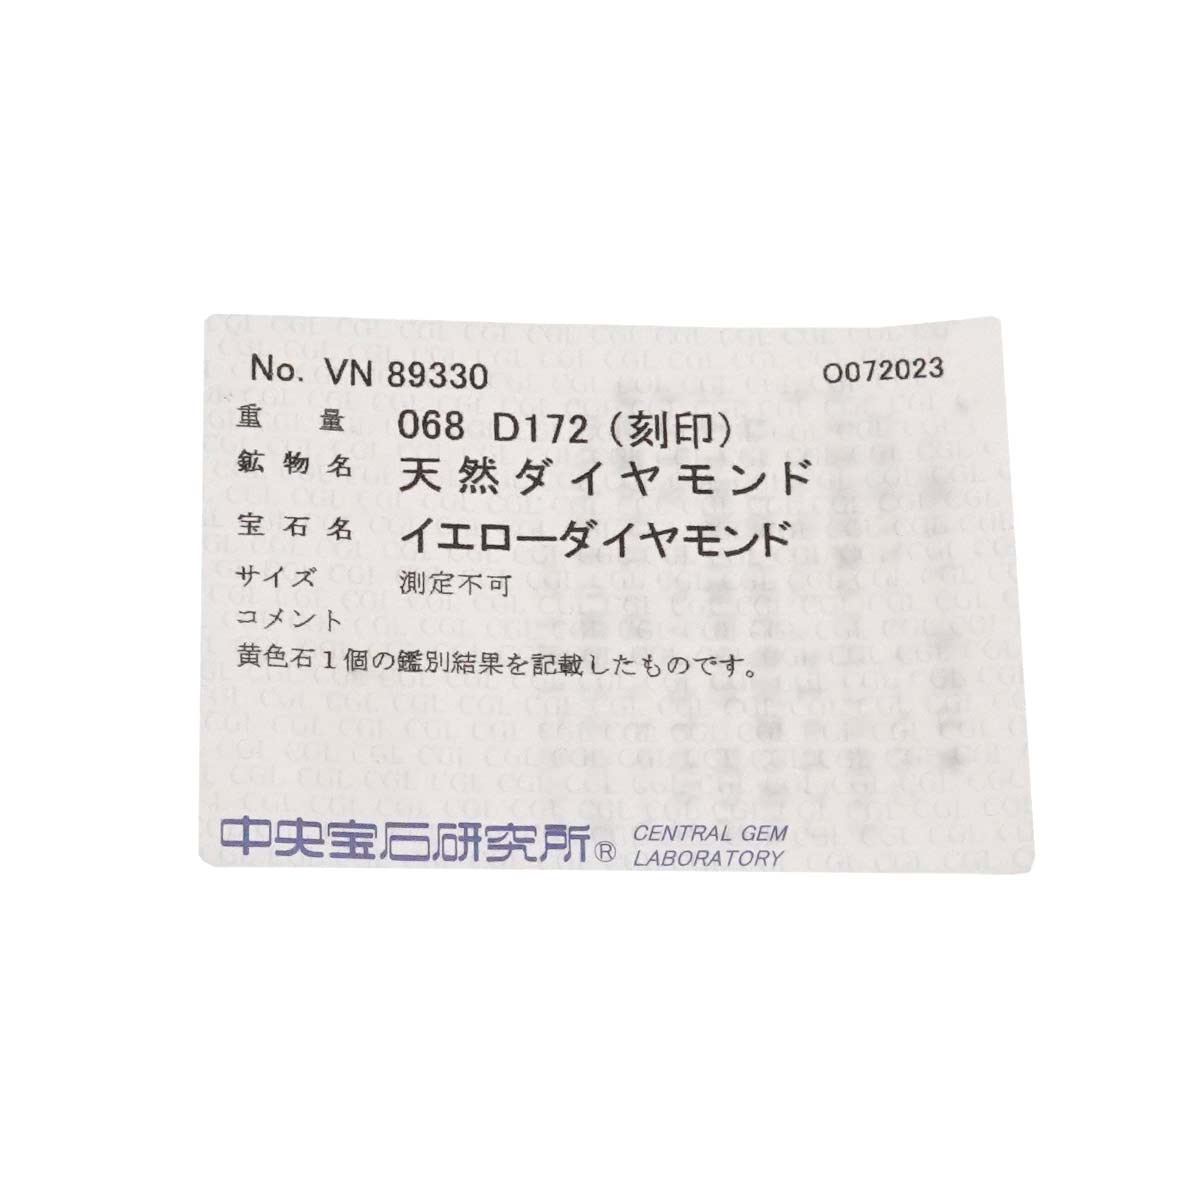 No. VN 89330 O072023
重量 068 D172（刻印）
鉱物名 天然ダイヤモンド
宝石名 イエローダイヤモンド
サイズ 測定不可
コメント
黄色石１個の鑑別結果を記載したものです。
中央宝石研究所® CENTRAL GEM
LABORATORY